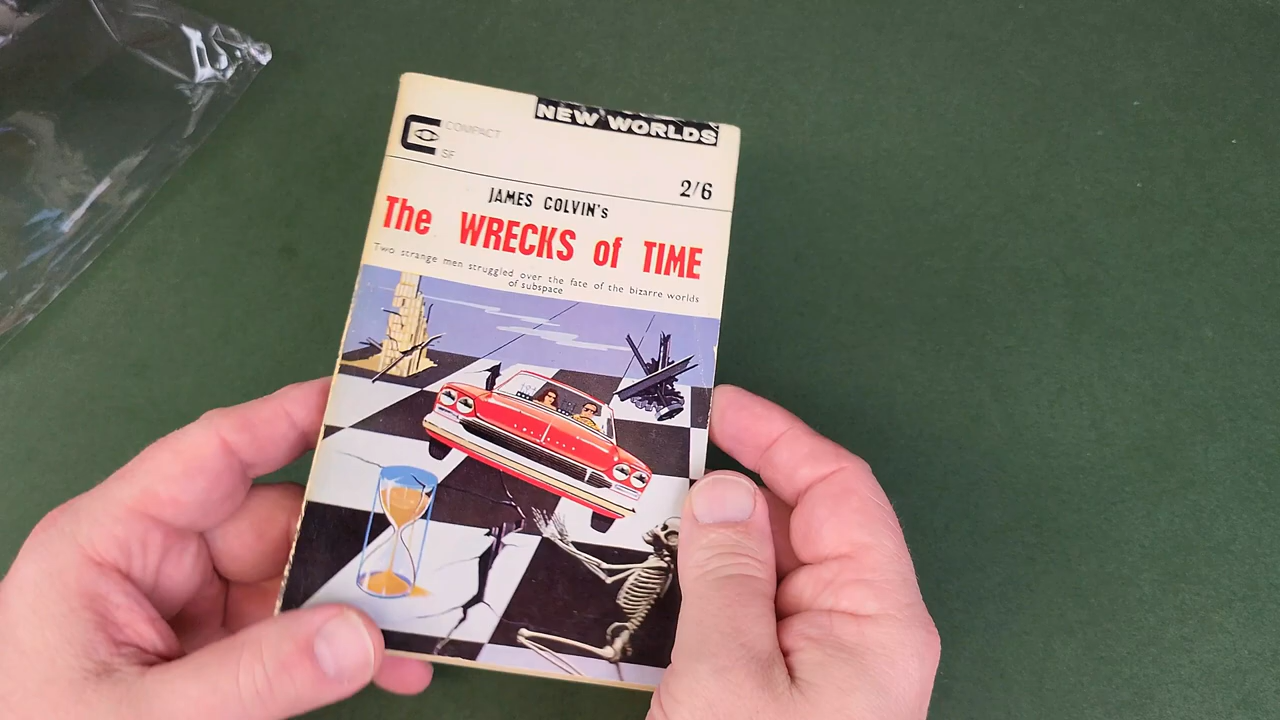 NEW WORLDS
COMPACT
SF
2/6
JAMES COLVIN's
The WRECKS of TIME
Two strange men struggled over the fate of the bizarre worlds
of subspace